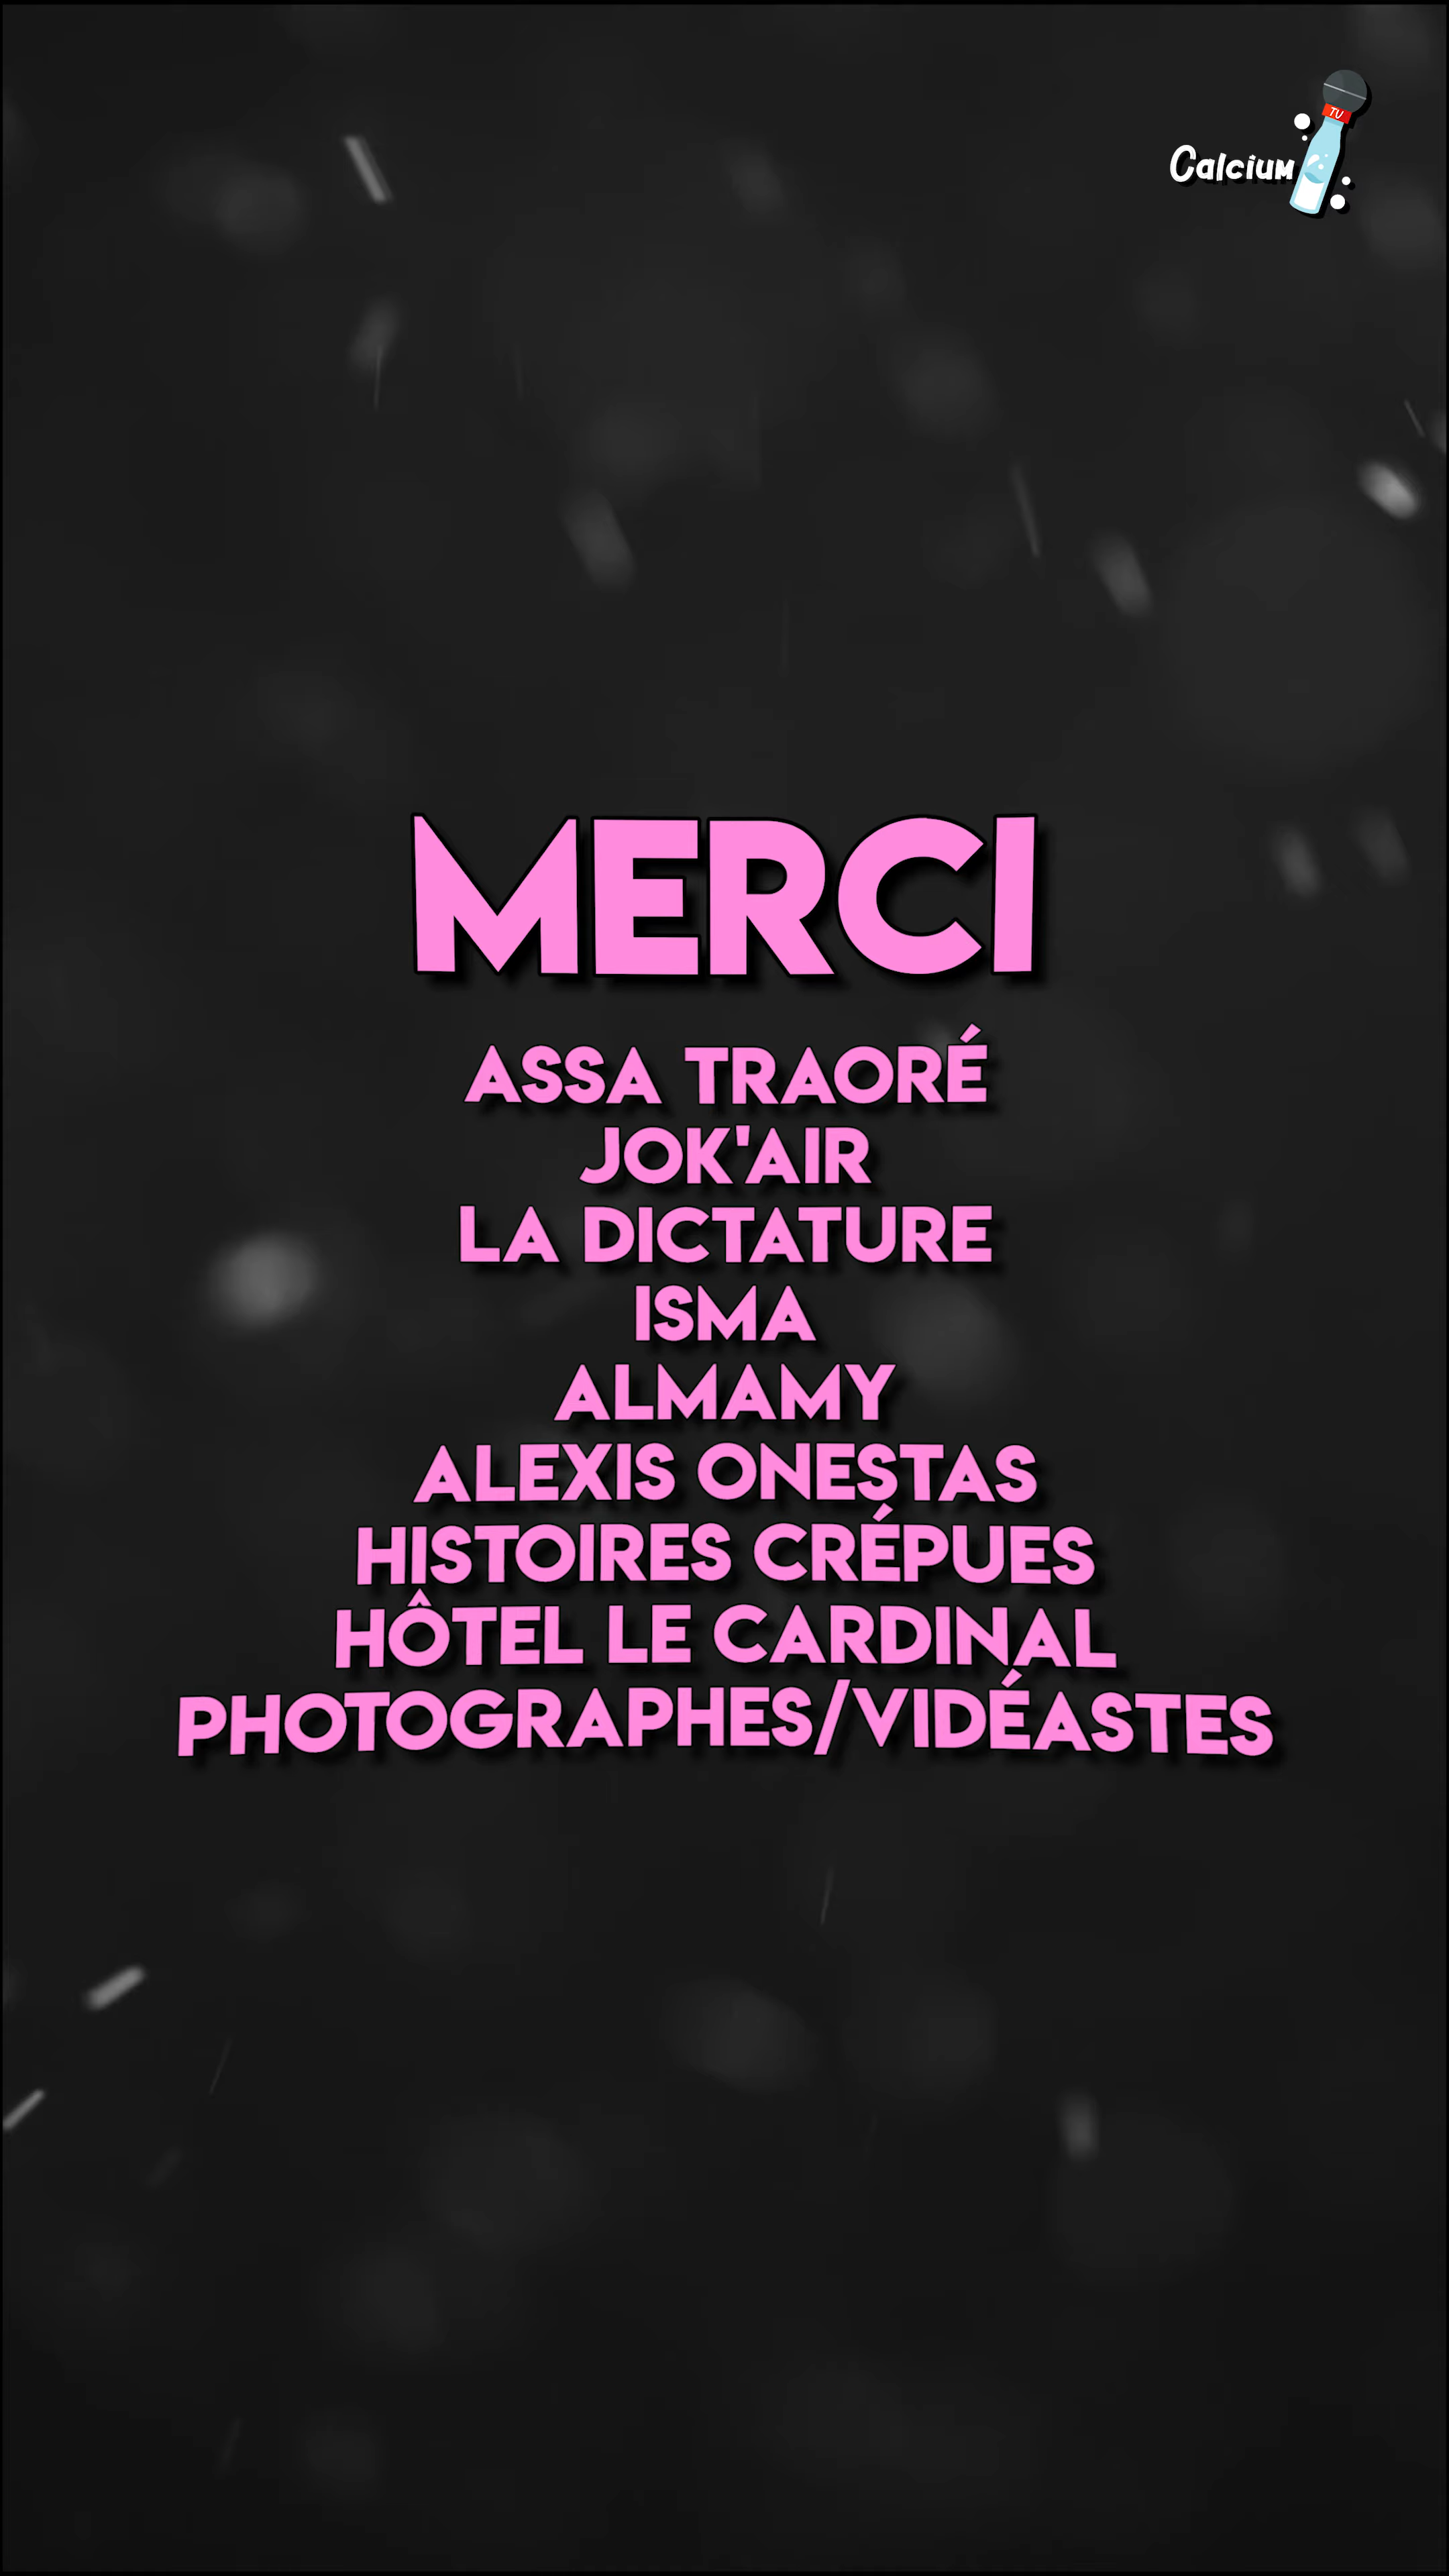 Calcium
TV
MERCI
ASSA TRAORÉ
JOK'AIR
LA DICTATURE
ISMA
ALMAMY
ALEXIS ONESTAS
HISTOIRES CRÉPUES
HÔTEL LE CARDINAL
PHOTOGRAPHES/VIDÉASTES